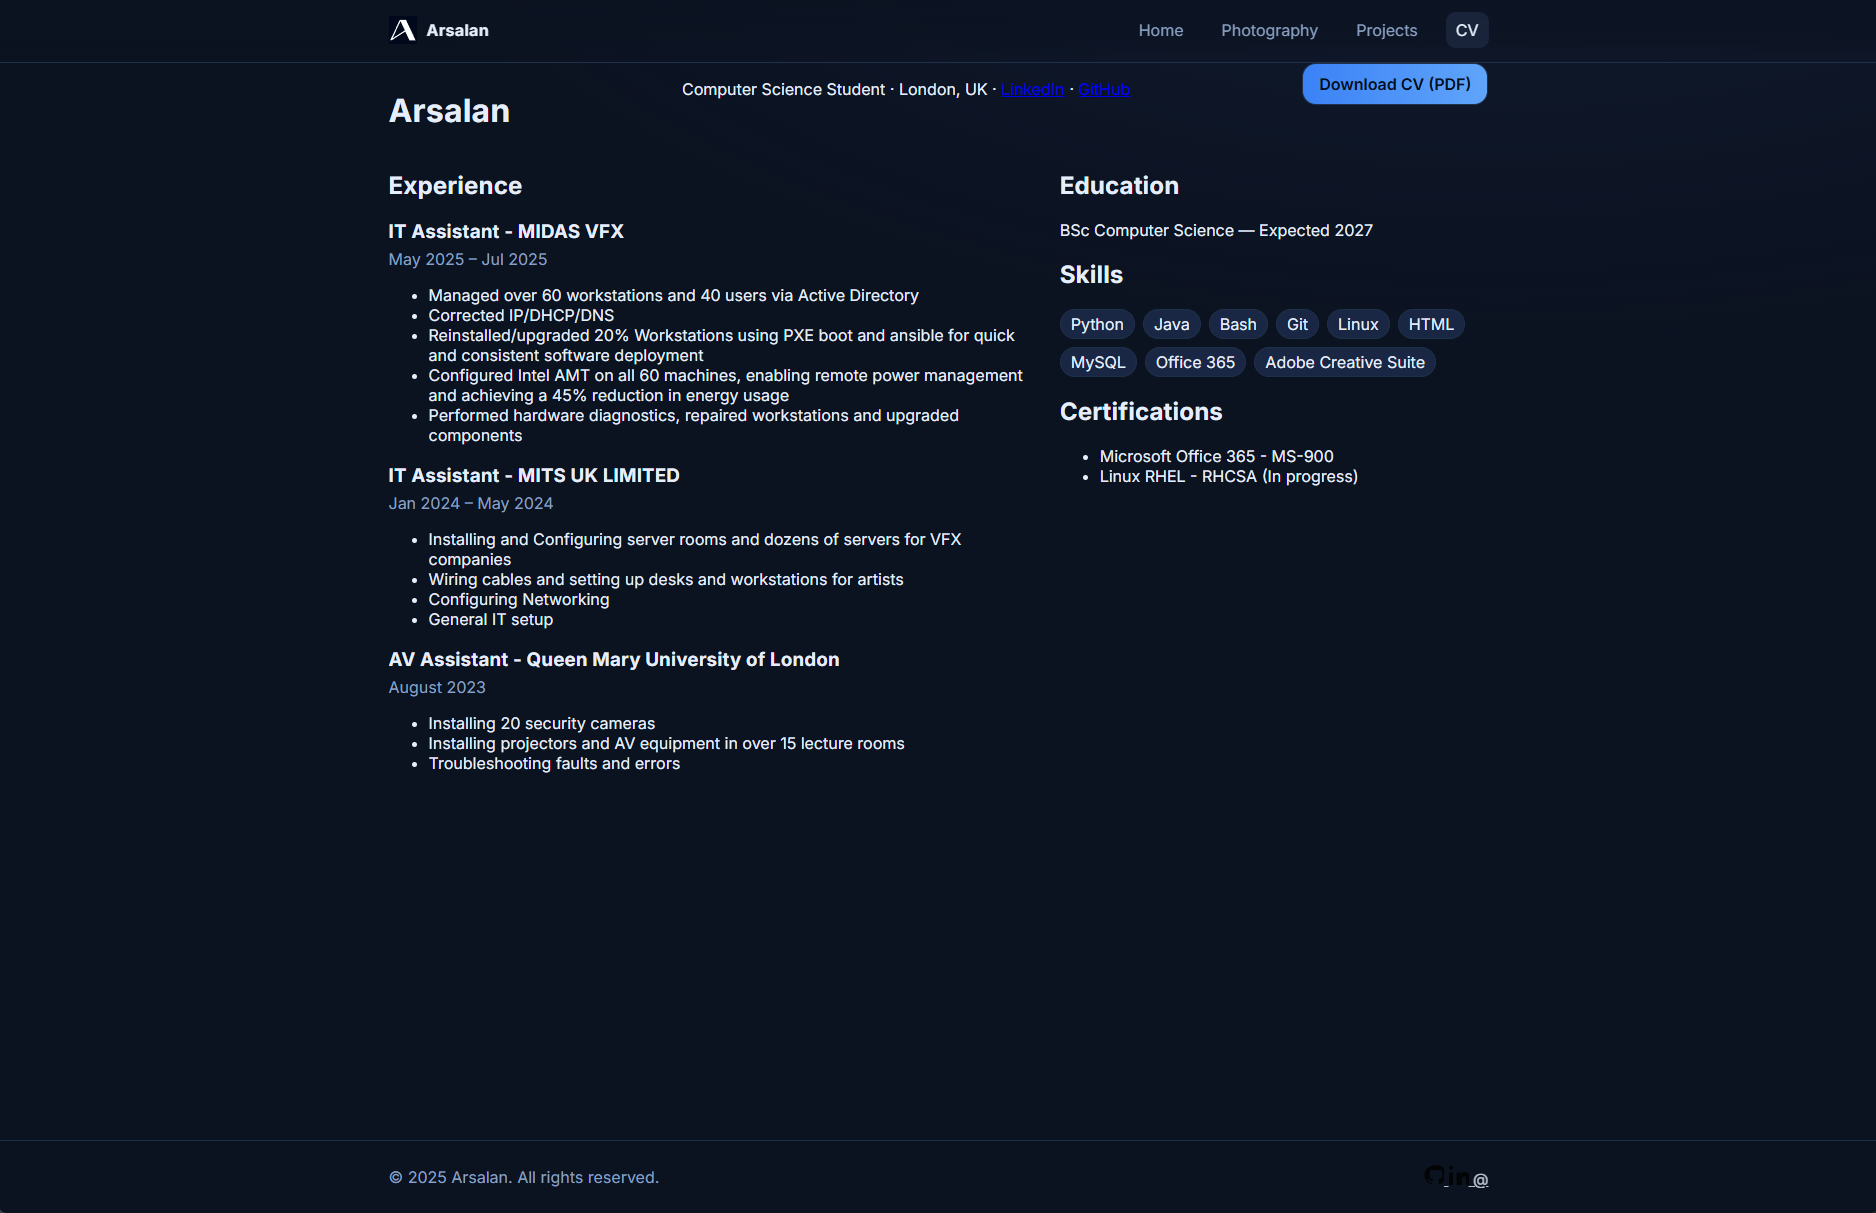 Arsalan
Home Photography Projects CV
Arsalan
Computer Science Student · London, UK · LinkedIn · GitHub
Download CV (PDF)
Experience
IT Assistant - MIDAS VFX
May 2025 – Jul 2025
• Managed over 60 workstations and 40 users via Active Directory
• Corrected IP/DHCP/DNS
• Reinstalled/upgraded 20% Workstations using PXE boot and ansible for quick
and consistent software deployment
• Configured Intel AMT on all 60 machines, enabling remote power management
and achieving a 45% reduction in energy usage
• Performed hardware diagnostics, repaired workstations and upgraded
components
IT Assistant - MITS UK LIMITED
Jan 2024 – May 2024
• Installing and Configuring server rooms and dozens of servers for VFX
companies
• Wiring cables and setting up desks and workstations for artists
• Configuring Networking
• General IT setup
AV Assistant - Queen Mary University of London
August 2023
• Installing 20 security cameras
• Installing projectors and AV equipment in over 15 lecture rooms
• Troubleshooting faults and errors
Education
BSc Computer Science — Expected 2027
Skills
Python Java Bash Git Linux HTML
MySQL Office 365 Adobe Creative Suite
Certifications
• Microsoft Office 365 - MS-900
• Linux RHEL - RHCSA (In progress)
© 2025 Arsalan. All rights reserved.
in @